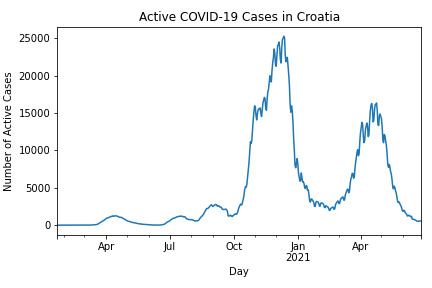 Active COVID-19 Cases in Croatia
Number of Active Cases
25000
20000
15000
10000
5000
0
Apr
Jul
Oct
Jan
2021
Apr
Day